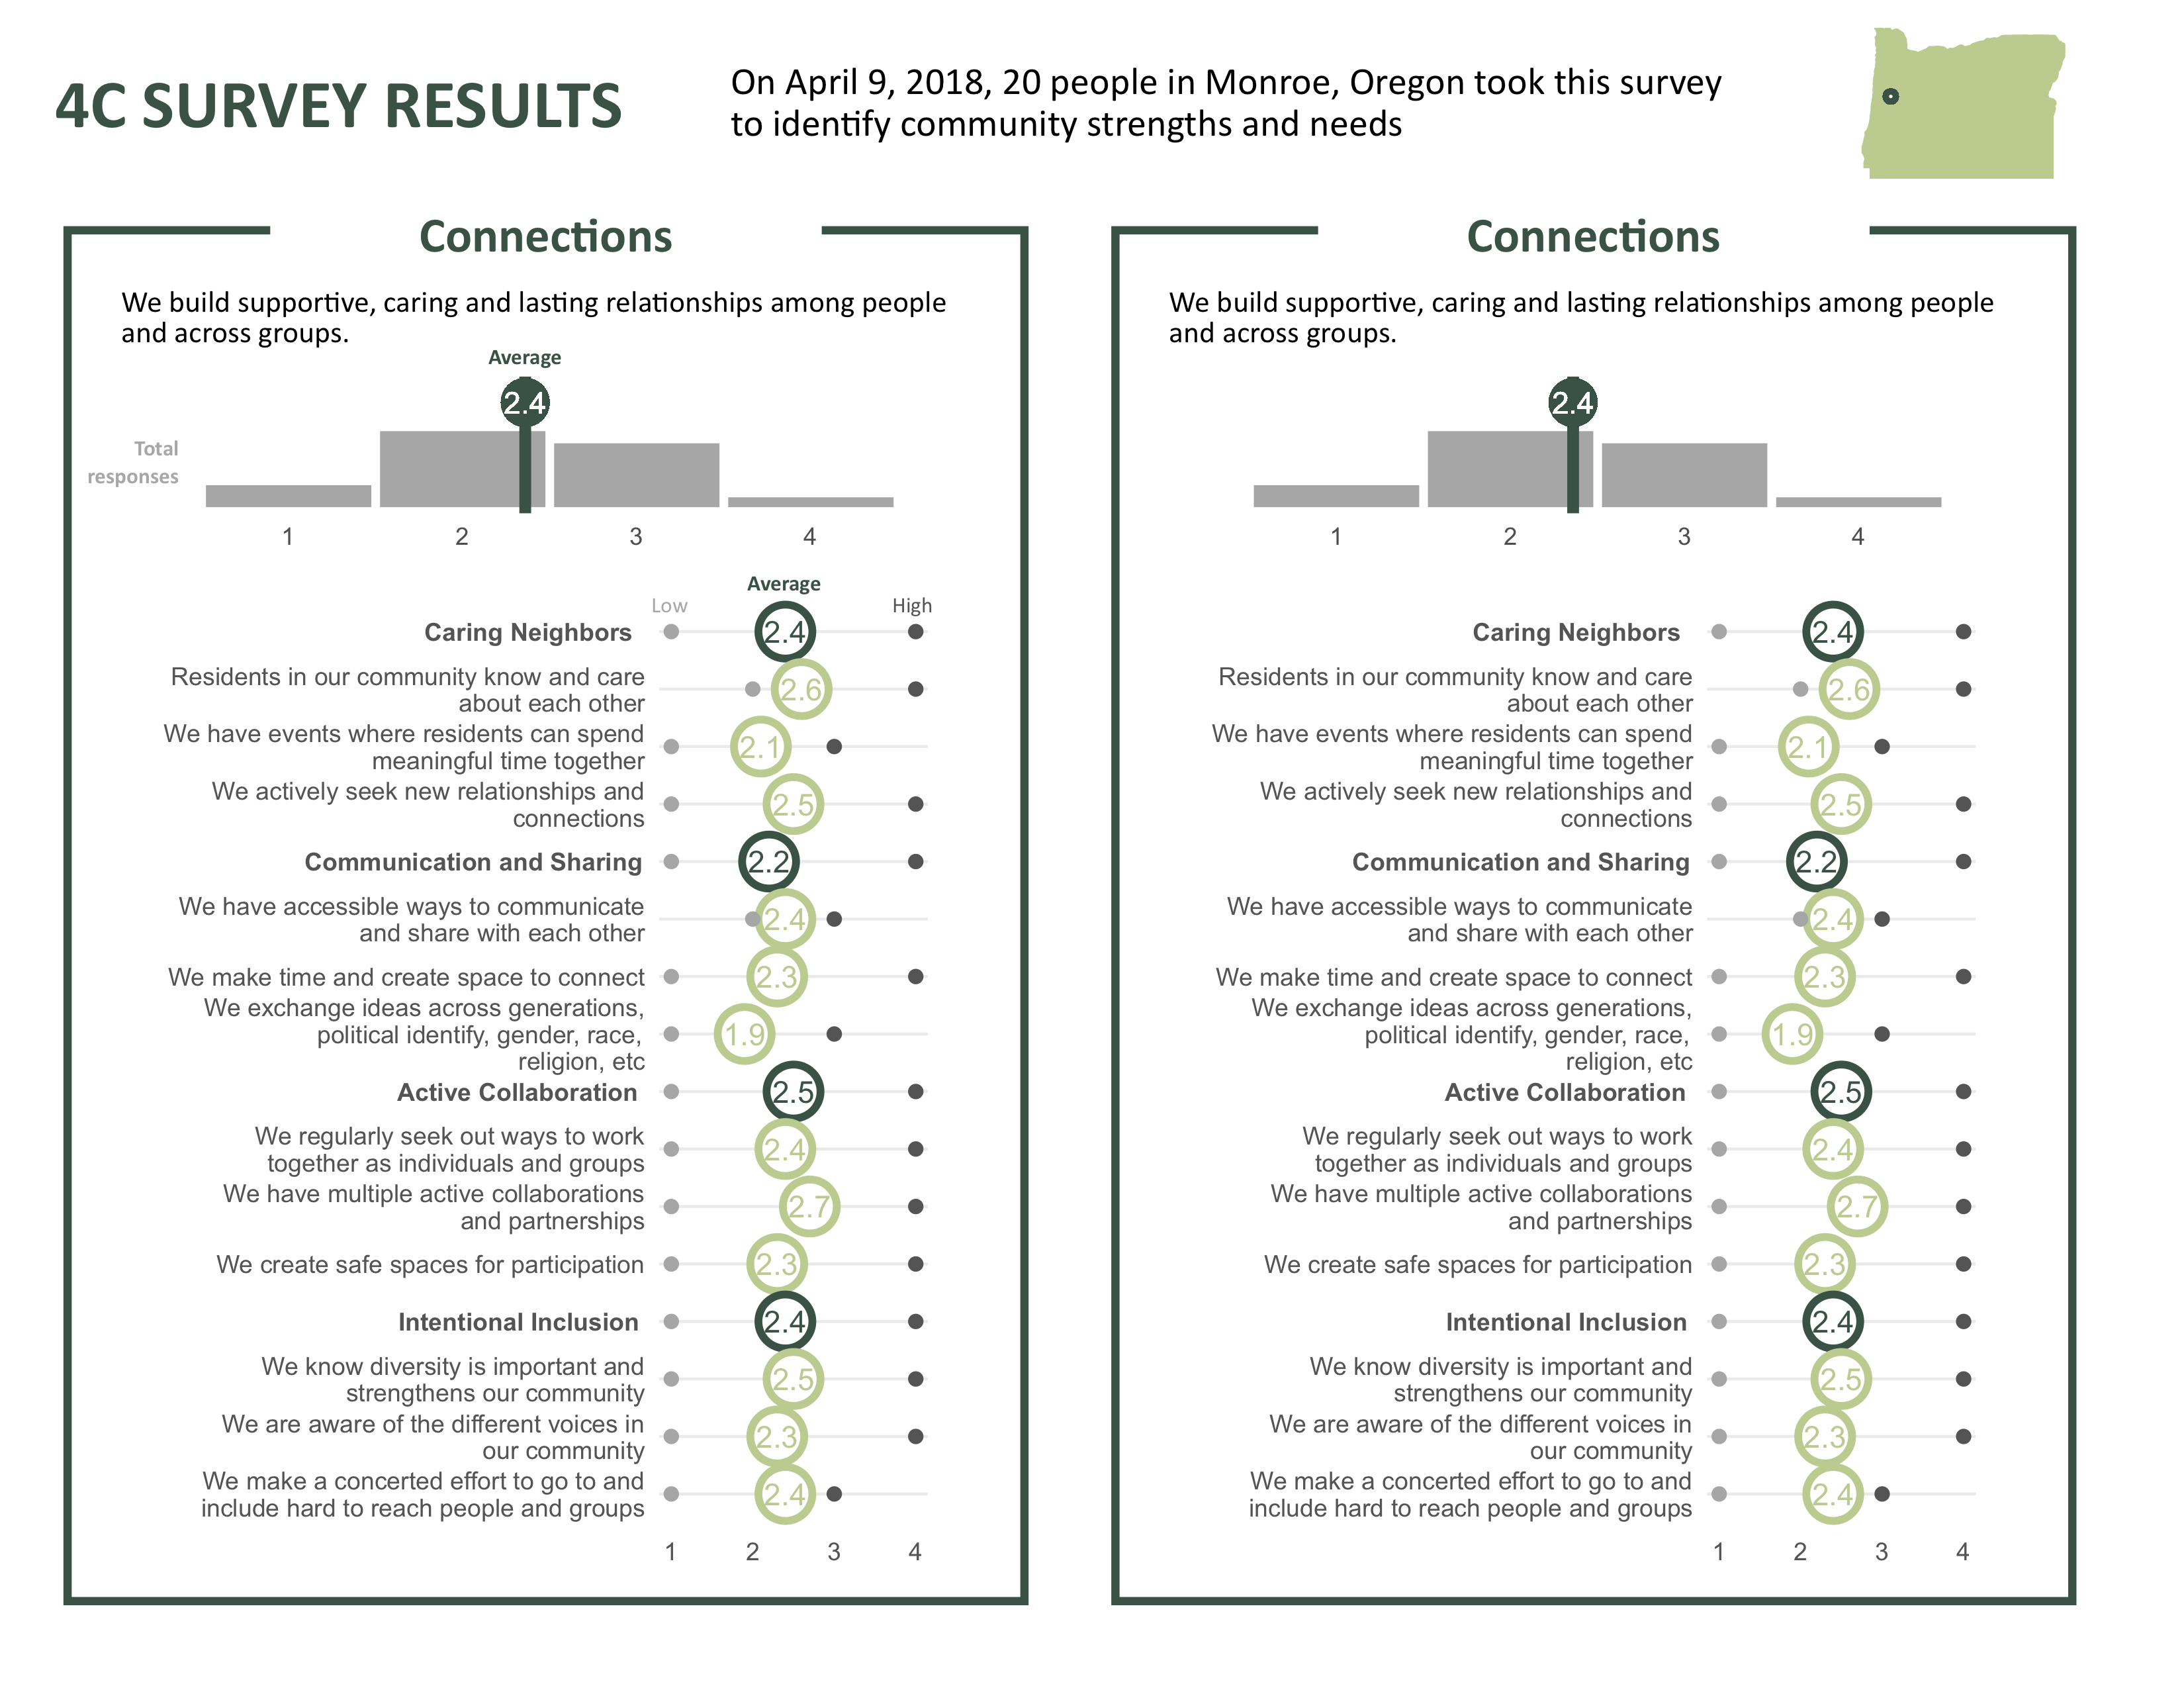 4C SURVEY RESULTS
On April 9, 2018, 20 people in Monroe, Oregon took this survey
to identify community strengths and needs
Connections
We build supportive, caring and lasting relationships among people
and across groups.
Average
2.4
Total
responses
1 2 3 4
Average
Low High
Caring Neighbors 2.4
Residents in our community know and care
about each other
2.6
We have events where residents can spend
meaningful time together
2.1
We actively seek new relationships and
connections
2.5
Communication and Sharing 2.2
We have accessible ways to communicate
and share with each other
2.4
We make time and create space to connect 2.3
We exchange ideas across generations,
political identify, gender, race,
religion, etc
1.9
Active Collaboration 2.5
We regularly seek out ways to work
together as individuals and groups
2.4
We have multiple active collaborations
and partnerships
2.7
We create safe spaces for participation 2.3
Intentional Inclusion 2.4
We know diversity is important and
strengthens our community
2.5
We are aware of the different voices in
our community
2.3
We make a concerted effort to go to and
include hard to reach people and groups
2.4
1 2 3 4
Connections
We build supportive, caring and lasting relationships among people
and across groups.
2.4
1 2 3 4
Caring Neighbors 2.4
Residents in our community know and care
about each other
2.6
We have events where residents can spend
meaningful time together
2.1
We actively seek new relationships and
connections
2.5
Communication and Sharing 2.2
We have accessible ways to communicate
and share with each other
2.4
We make time and create space to connect 2.3
We exchange ideas across generations,
political identify, gender, race,
religion, etc
1.9
Active Collaboration 2.5
We regularly seek out ways to work
together as individuals and groups
2.4
We have multiple active collaborations
and partnerships
2.7
We create safe spaces for participation 2.3
Intentional Inclusion 2.4
We know diversity is important and
strengthens our community
2.5
We are aware of the different voices in
our community
2.3
We make a concerted effort to go to and
include hard to reach people and groups
2.4
1 2 3 4